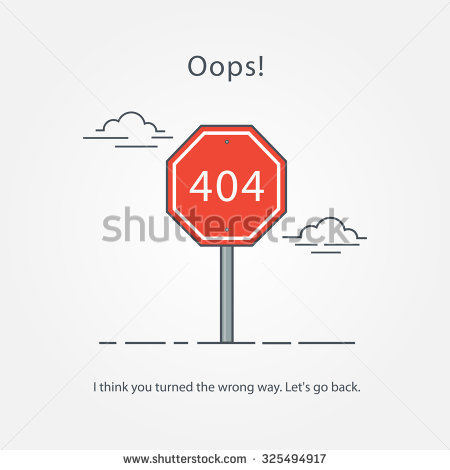 Oops!
404
I think you turned the wrong way. Let's go back.
shutterstock
www.shutterstock.com · 325494917